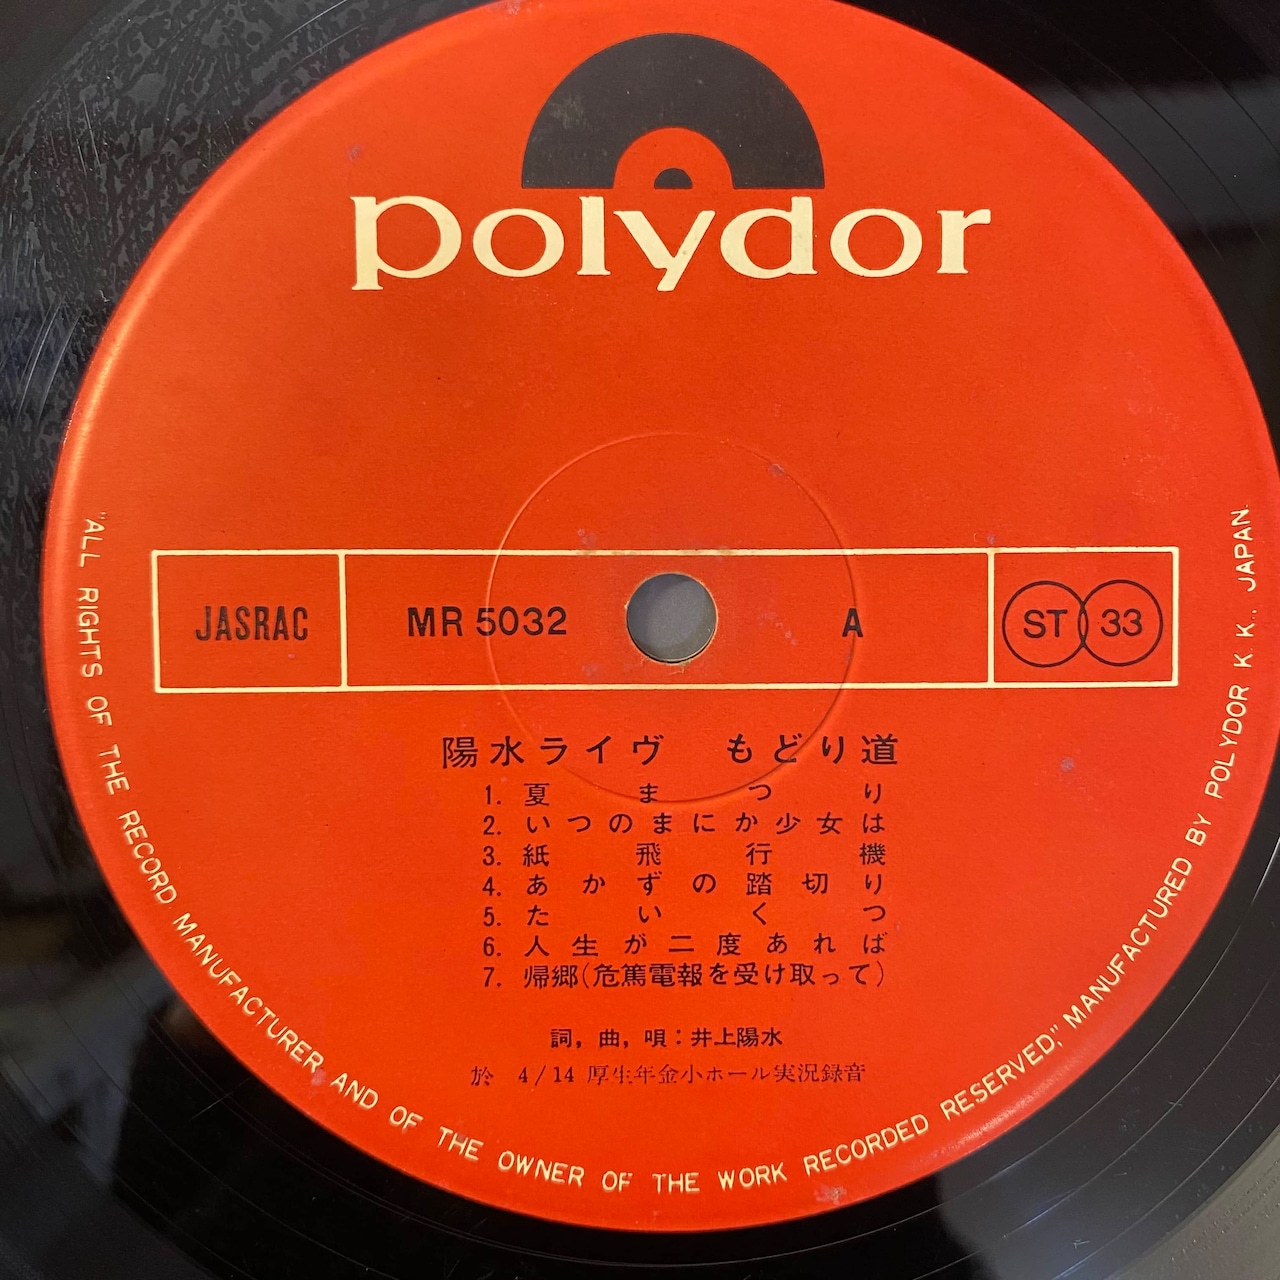 polydor
JASRAC
MR 5032
A
ST 33
陽水ライヴ もどり道
1. 夏まつり
2. いつのまにか少女は
3. 紙飛行機
4. あかずの踏切り
5. たいくつ
6. 人生が二度あれば
7. 帰郷(危篤電報を受け取って)
詞，曲，唄：井上陽水
於 4/14 厚生年金小ホール実況録音
"ALL RIGHTS OF THE RECORD MANUFACTURER AND OF THE OWNER OF THE WORK RECORDED RESERVED," MANUFACTURED BY POLYDOR K.K., JAPAN